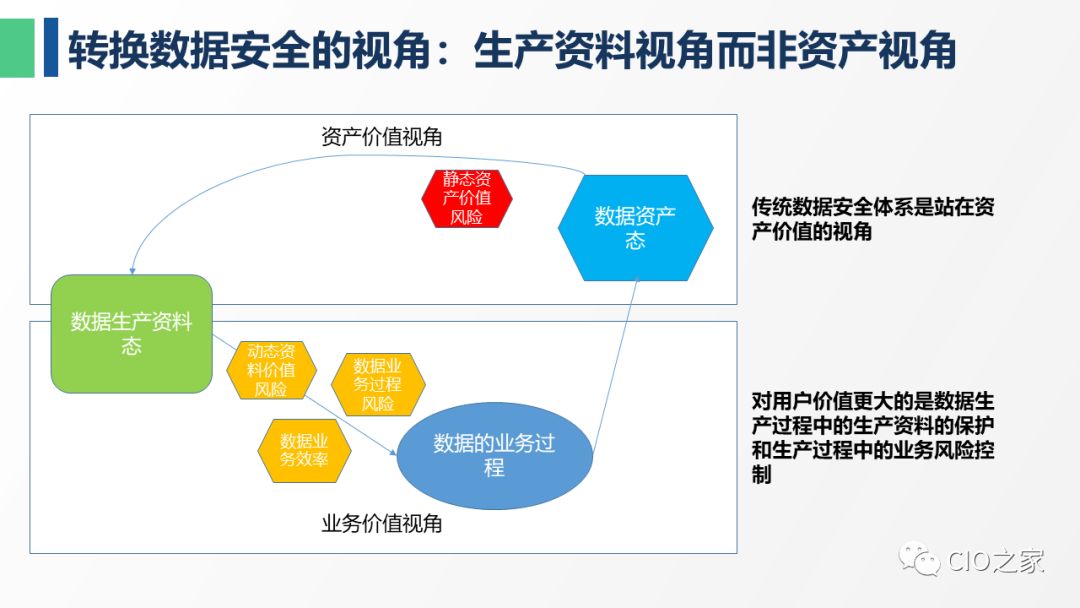 转换数据安全的视角：生产资料视角而非资产视角
资产价值视角
静态资
产价值
风险
数据资产
态
传统数据安全体系是站在资
产价值的视角
数据生产资料
态
动态资
料价值
风险
数据业
务过程
风险
数据业
务效率
数据的业务过
程
对用户价值更大的是数据生
产过程中的生产资料的保护
和生产过程中的业务风险控
制
业务价值视角
CIO之家